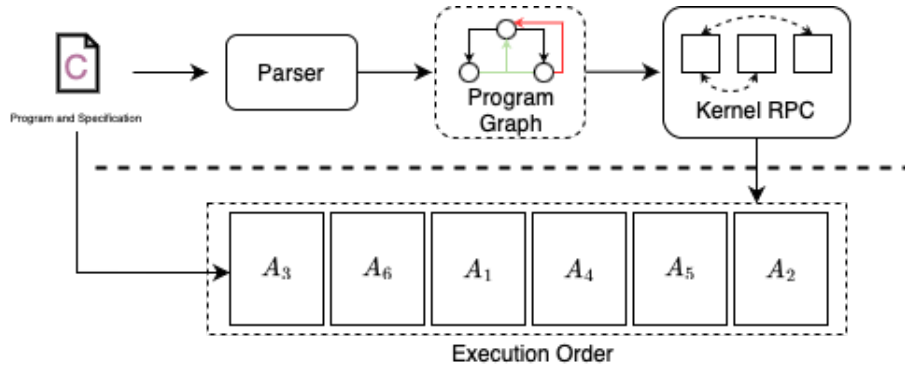 C
Program and Specification
Parser
Program
Graph
Kernel RPC
A₃ A₆ A₁ A₄ A₅ A₂
Execution Order